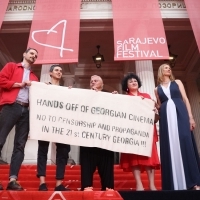 SARAJEVO
FILM
FESTIVAL
HANDS OFF OF GEORGIAN CINEMA
NO TO CENSORSHIP AND PROPAGANDA
IN THE 21st CENTURY GEORGIA!!!